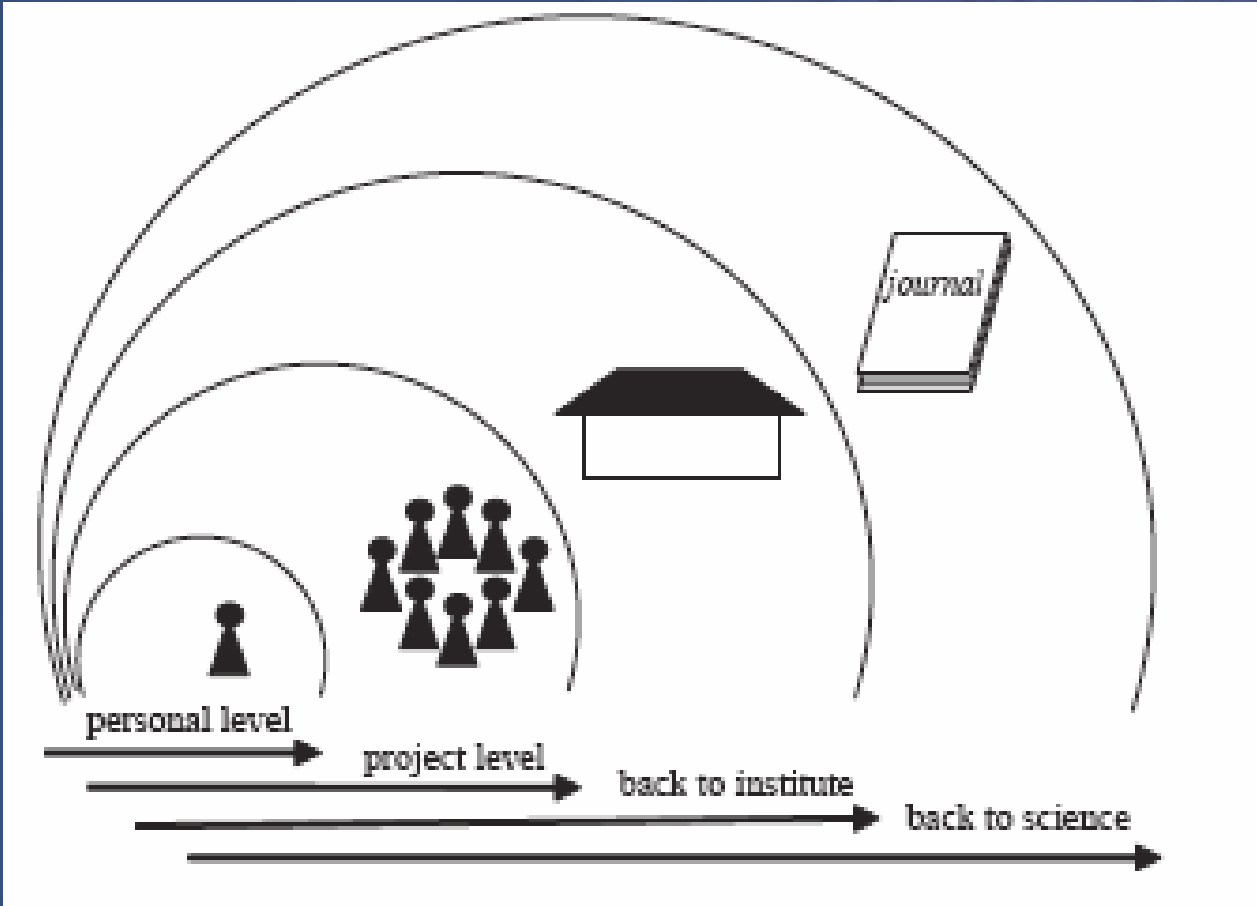 journal
personal level
project level
back to institute
back to science